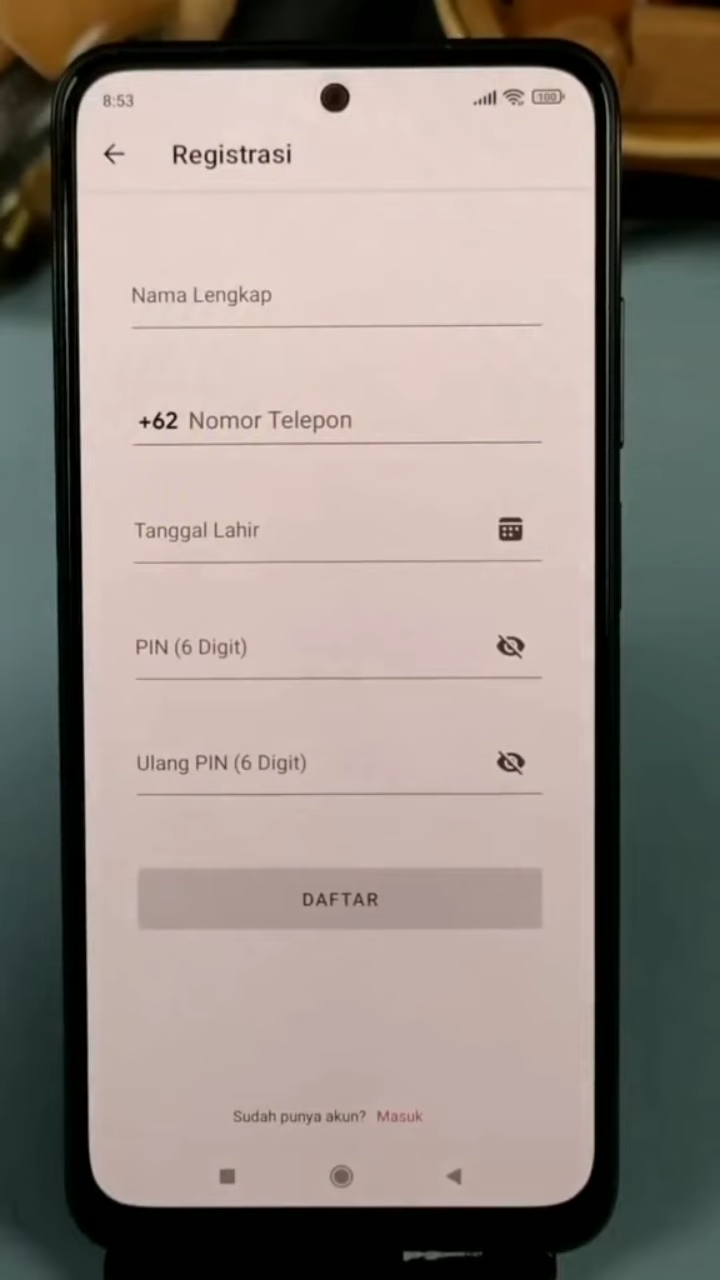 8:53
100
Registrasi
Nama Lengkap
+62 Nomor Telepon
Tanggal Lahir
PIN (6 Digit)
Ulang PIN (6 Digit)
DAFTAR
Sudah punya akun? Masuk